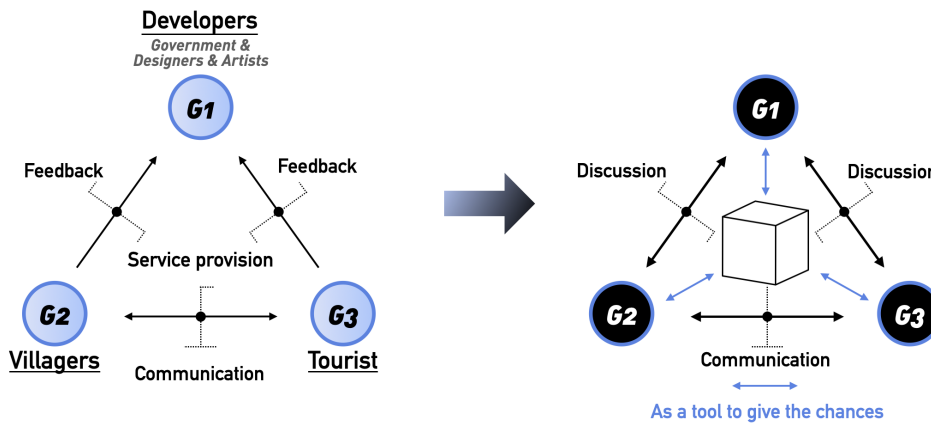 Developers
Government &
Designers & Artists
G1
Feedback
Feedback
Service provision
G2
G3
Villagers
Tourist
Communication
G1
Discussion
Discussion
G2
G3
Communication
As a tool to give the chances